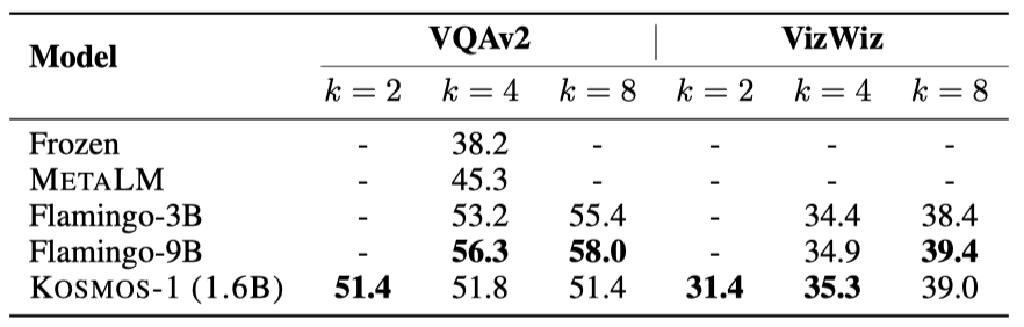 Model VQAv2 VizWiz
k = 2 k = 4 k = 8 k = 2 k = 4 k = 8
Frozen - 38.2 - - - -
METALM - 45.3 - - - -
Flamingo-3B - 53.2 55.4 - 34.4 38.4
Flamingo-9B - 56.3 58.0 - 34.9 39.4
KOSMOS-1 (1.6B) 51.4 51.8 51.4 31.4 35.3 39.0